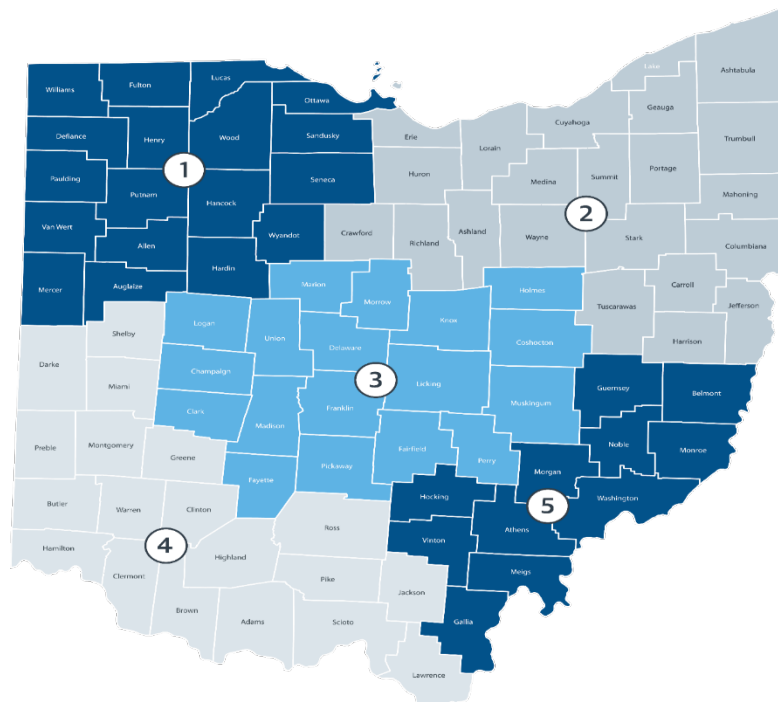 Williams
Fulton
Lucas
Ottawa
Defiance
Henry
Wood
Sandusky
Paulding
Putnam
Hancock
Seneca
Van Wert
Allen
Wyandot
Mercer
Auglaize
Hardin
1
Erie
Lorain
Cuyahoga
Lake
Geauga
Ashtabula
Huron
Medina
Summit
Portage
Trumbull
Mahoning
Crawford
Richland
Ashland
Wayne
Stark
Columbiana
Tuscarawas
Carroll
Jefferson
Harrison
2
Marion
Morrow
Knox
Holmes
Logan
Union
Delaware
Coshocton
Champaign
Licking
Muskingum
Clark
Madison
Franklin
Fairfield
Perry
Fayette
Pickaway
3
Shelby
Darke
Miami
Preble
Montgomery
Greene
Butler
Warren
Clinton
Ross
Hamilton
Clermont
Highland
Pike
Jackson
Brown
Adams
Scioto
Lawrence
4
Guernsey
Belmont
Noble
Monroe
Morgan
Washington
Hocking
Athens
Vinton
Meigs
Gallia
5